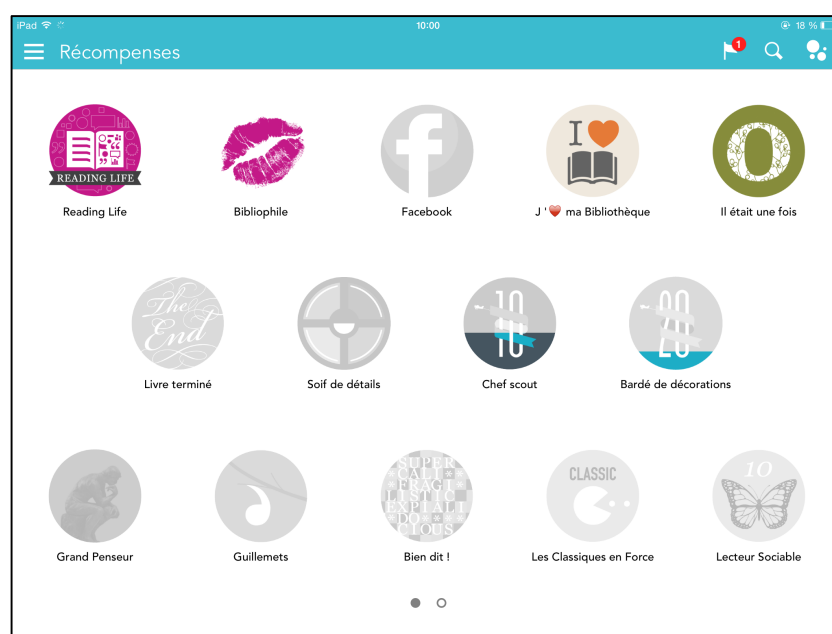 iPad 10:00 18 %
Récompenses 1
I
READING LIFE
Reading Life Bibliophile Facebook J '❤️ ma Bibliothèque Il était une fois
The
End
10
20
Livre terminé Soif de détails Chef scout Bardé de décorations
SUPER
CALI
FRAGI
LISTIC
EXPIALI
DO
CIOUS
CLASSIC
10
Grand Penseur Guillemets Bien dit ! Les Classiques en Force Lecteur Sociable